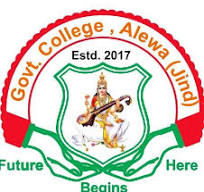 Govt. College , Alewa (Jind)
Estd. 2017
Future Here
Begins